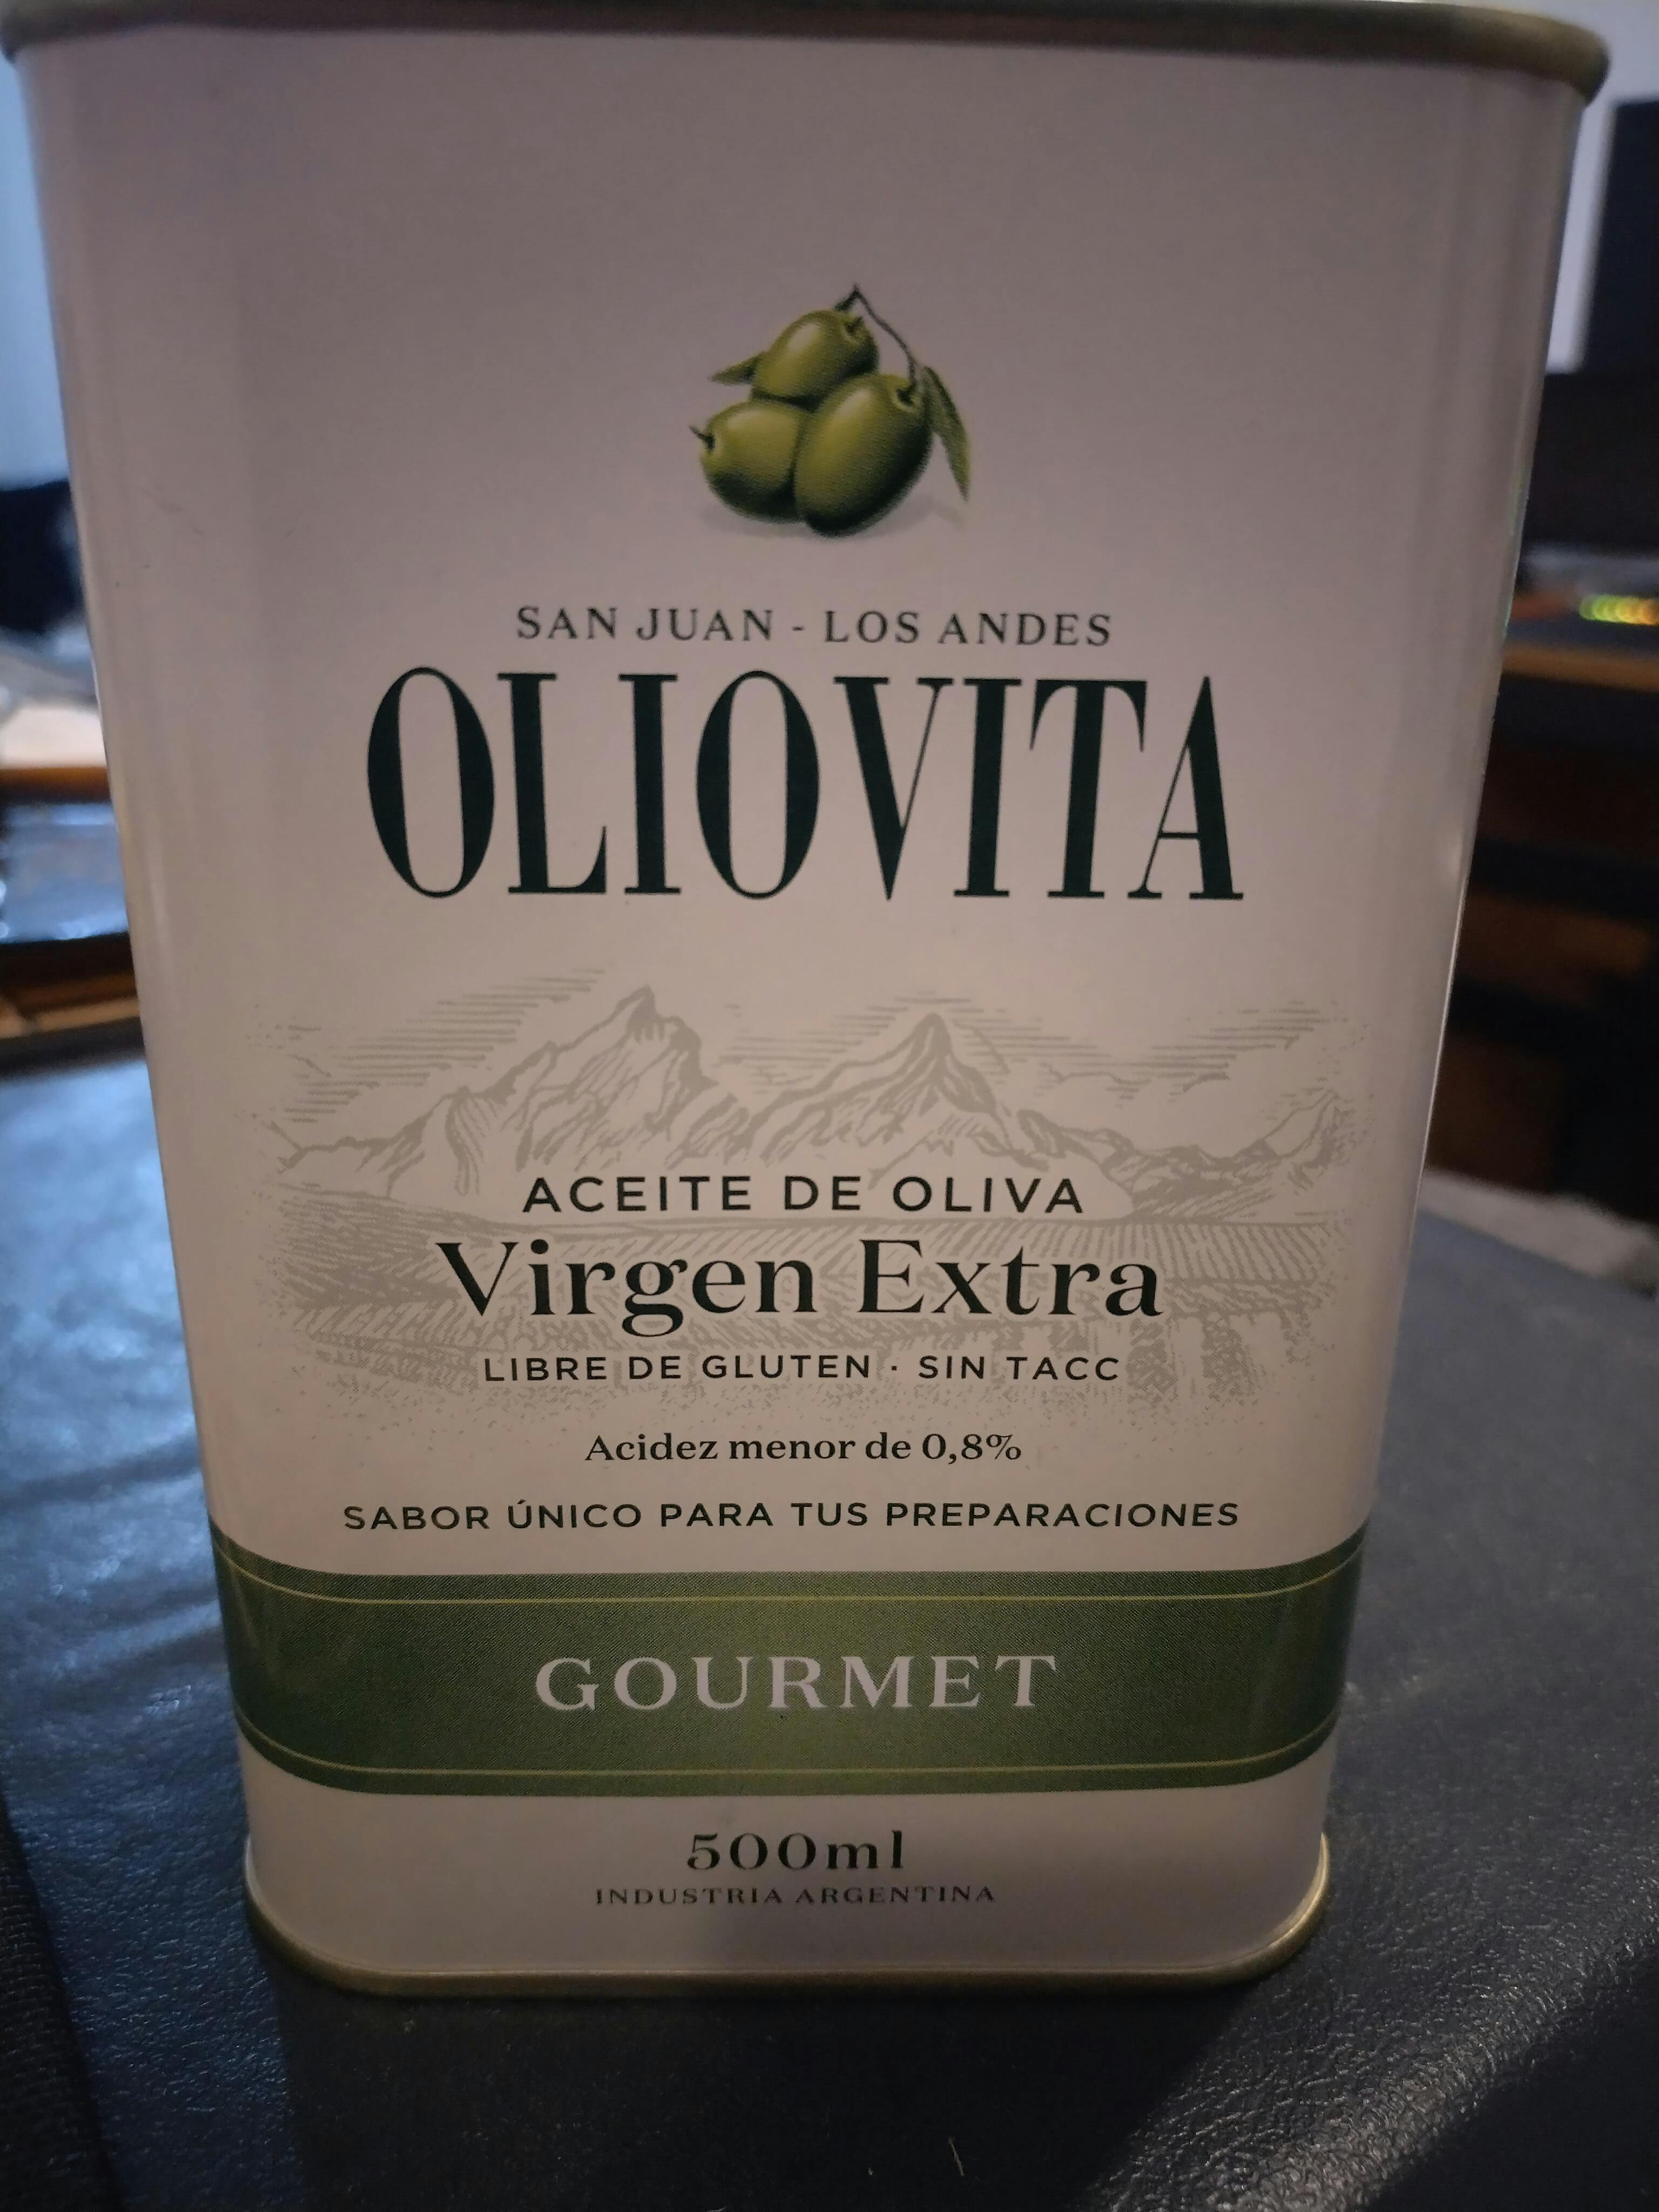 SAN JUAN - LOS ANDES
OLIOVITA
ACEITE DE OLIVA
Virgen Extra
LIBRE DE GLUTEN · SIN TACC
Acidez menor de 0,8%
SABOR ÚNICO PARA TUS PREPARACIONES
GOURMET
500ml
INDUSTRIA ARGENTINA